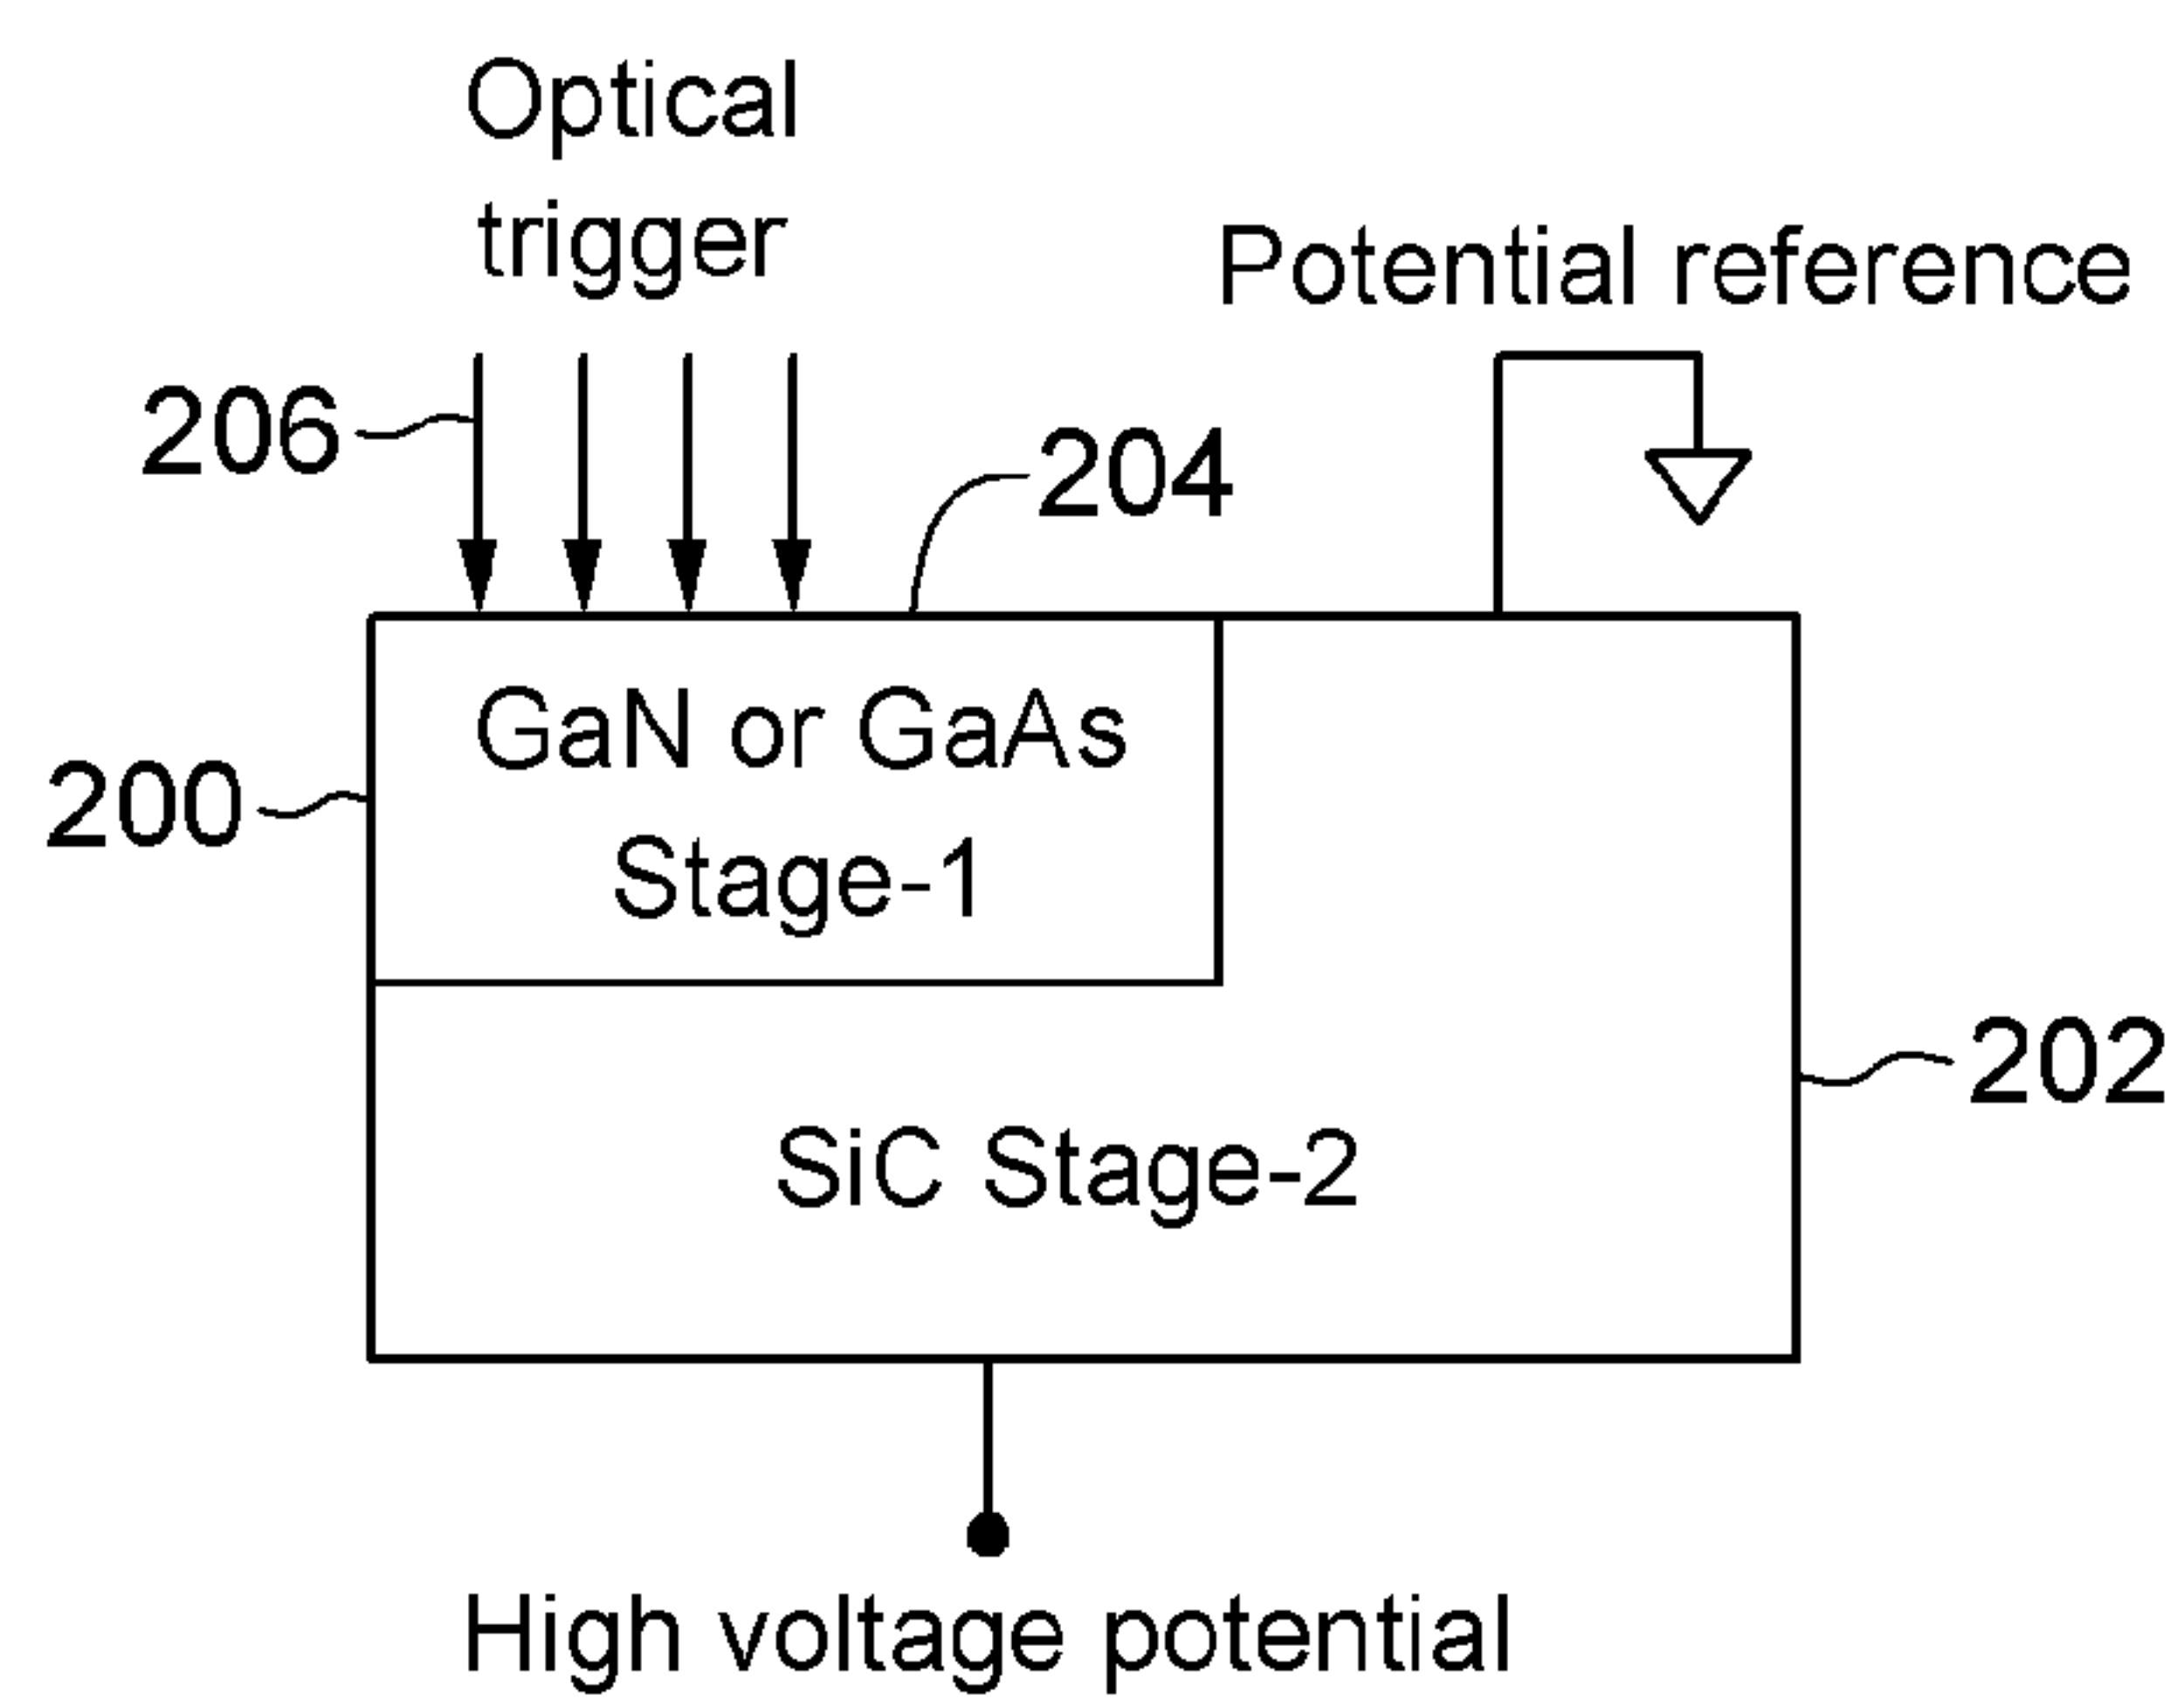 Optical
trigger
Potential reference
206
204
GaN or GaAs
Stage-1
200
202
SiC Stage-2
High voltage potential